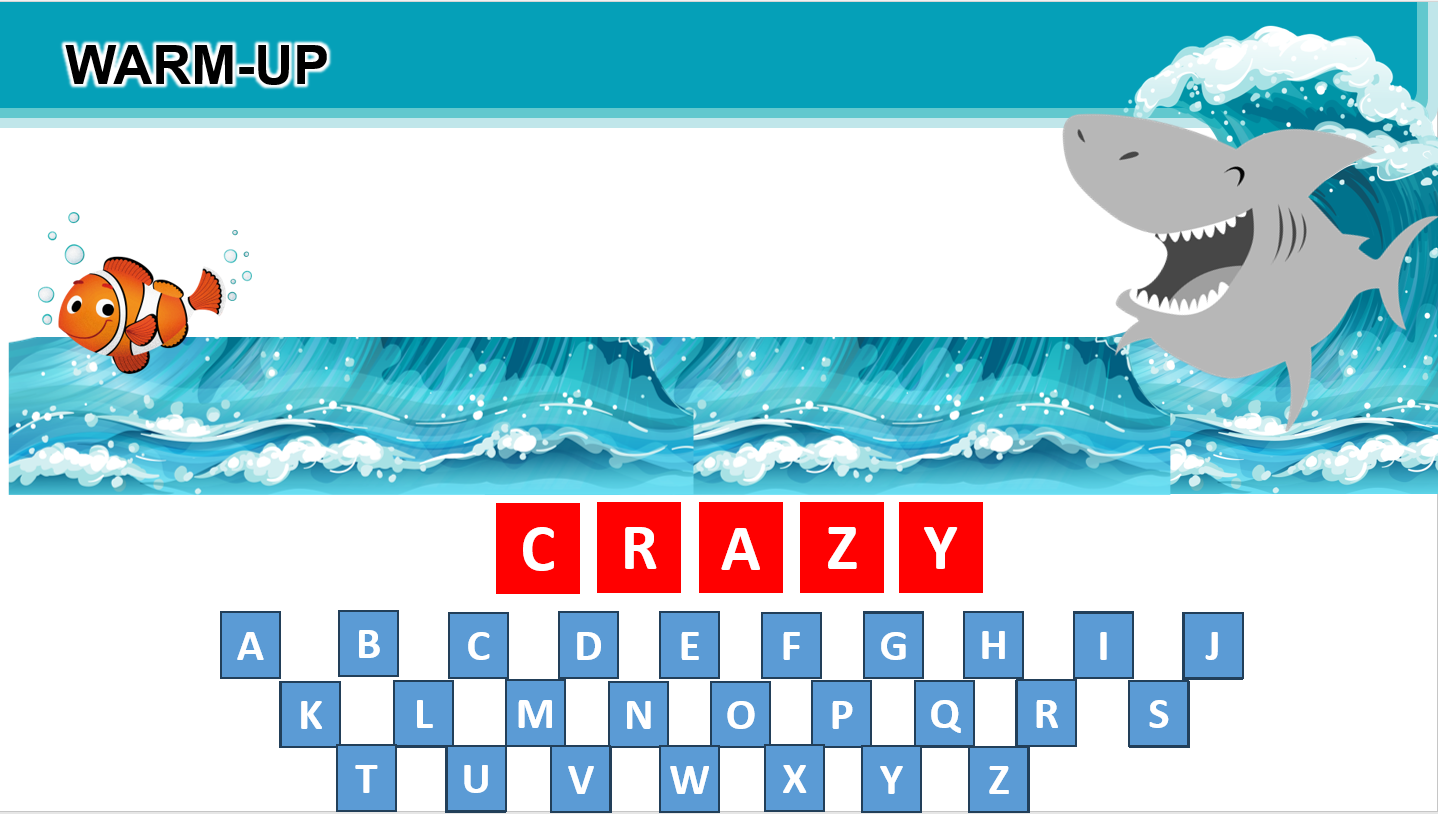 WARM-UP
C R A Z Y
A B C D E F G H I J
K L M N O P Q R S
T U V W X Y Z